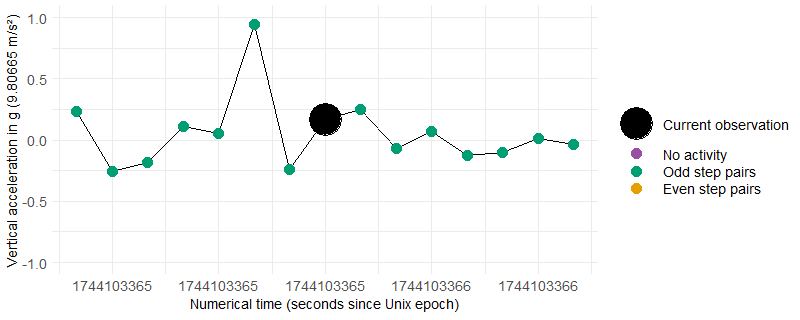 Vertical acceleration in g (9.80665 m/s²)
1.0
0.5
0.0
-0.5
-1.0
1744103365 1744103365 1744103365 1744103366 1744103366
Numerical time (seconds since Unix epoch)
Current observation
No activity
Odd step pairs
Even step pairs